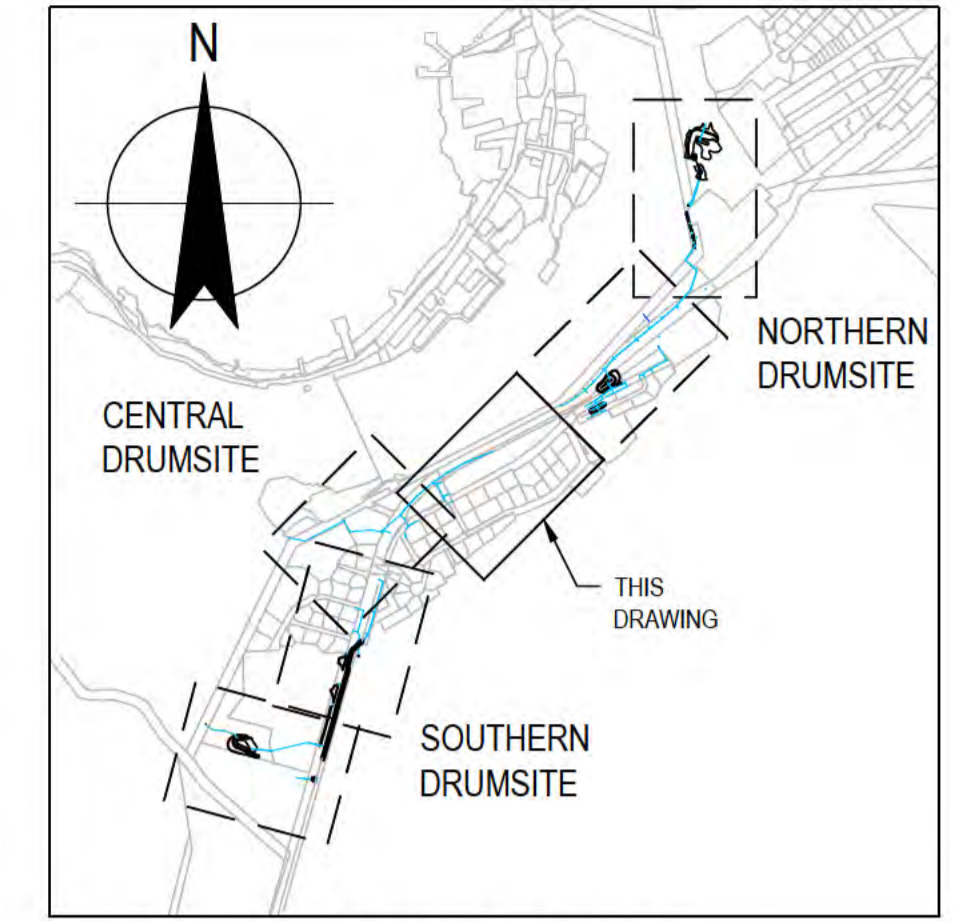 N
NORTHERN
DRUMSITE
CENTRAL
DRUMSITE
THIS
DRAWING
SOUTHERN
DRUMSITE